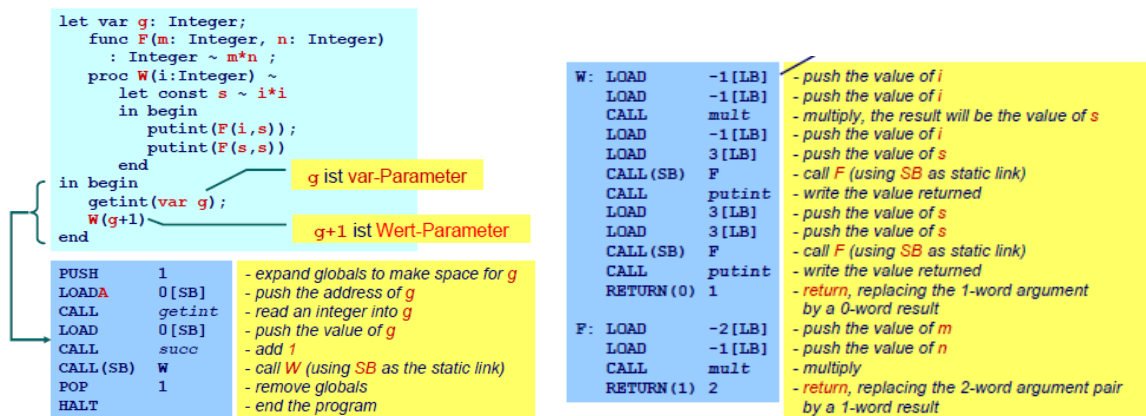 let var g: Integer;
func F(m: Integer, n: Integer)
: Integer ~ m*n ;
proc W(i:Integer) ~
let const s ~ i*i
in begin
putint(F(i,s));
putint(F(s,s))
end
in begin
getint(var g);
W(g+1)
end
g ist var-Parameter
g+1 ist Wert-Parameter
PUSH 1 - expand globals to make space for g
LOADA 0[SB] - push the address of g
CALL getint - read an integer into g
LOAD 0[SB] - push the value of g
CALL succ - add 1
CALL(SB) W - call W (using SB as the static link)
POP 1 - remove globals
HALT - end the program
W: LOAD -1[LB] - push the value of i
LOAD -1[LB] - push the value of i
CALL mult - multiply, the result will be the value of s
LOAD -1[LB] - push the value of i
LOAD 3[LB] - push the value of s
CALL(SB) F - call F (using SB as static link)
CALL putint - write the value returned
LOAD 3[LB] - push the value of s
LOAD 3[LB] - push the value of s
CALL(SB) F - call F (using SB as static link)
CALL putint - write the value returned
RETURN(0) 1 - return, replacing the 1-word argument
by a 0-word result
F: LOAD -2[LB] - push the value of m
LOAD -1[LB] - push the value of n
CALL mult - multiply
RETURN(1) 2 - return, replacing the 2-word argument pair
by a 1-word result